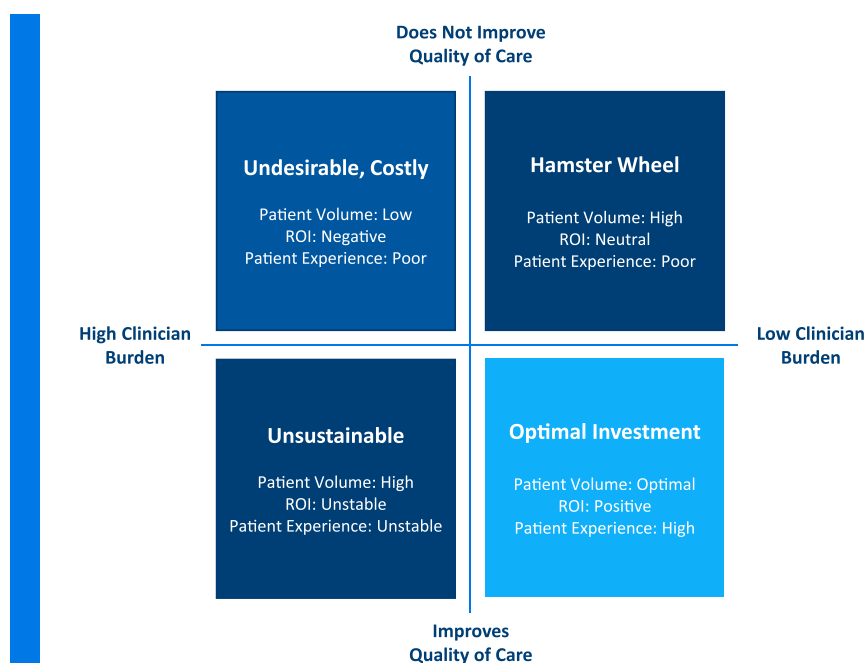 Does Not Improve
Quality of Care
Undesirable, Costly
Patient Volume: Low
ROI: Negative
Patient Experience: Poor
Hamster Wheel
Patient Volume: High
ROI: Neutral
Patient Experience: Poor
High Clinician
Burden
Low Clinician
Burden
Unsustainable
Patient Volume: High
ROI: Unstable
Patient Experience: Unstable
Optimal Investment
Patient Volume: Optimal
ROI: Positive
Patient Experience: High
Improves
Quality of Care